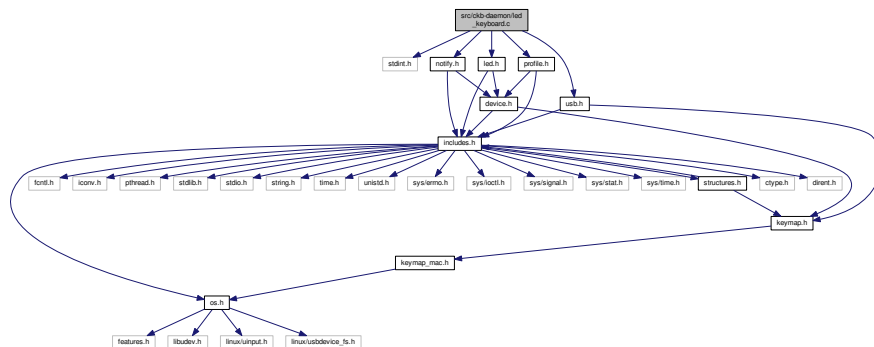 src/ckb-daemon/led
_keyboard.c
stdint.h
notify.h
led.h
profile.h
device.h
usb.h
includes.h
fcntl.h
iconv.h
pthread.h
stdlib.h
stdio.h
string.h
time.h
unistd.h
sys/errno.h
sys/ioctl.h
sys/signal.h
sys/stat.h
sys/time.h
structures.h
ctype.h
dirent.h
keymap.h
keymap_mac.h
os.h
features.h
libudev.h
linux/uinput.h
linux/usbdevice_fs.h